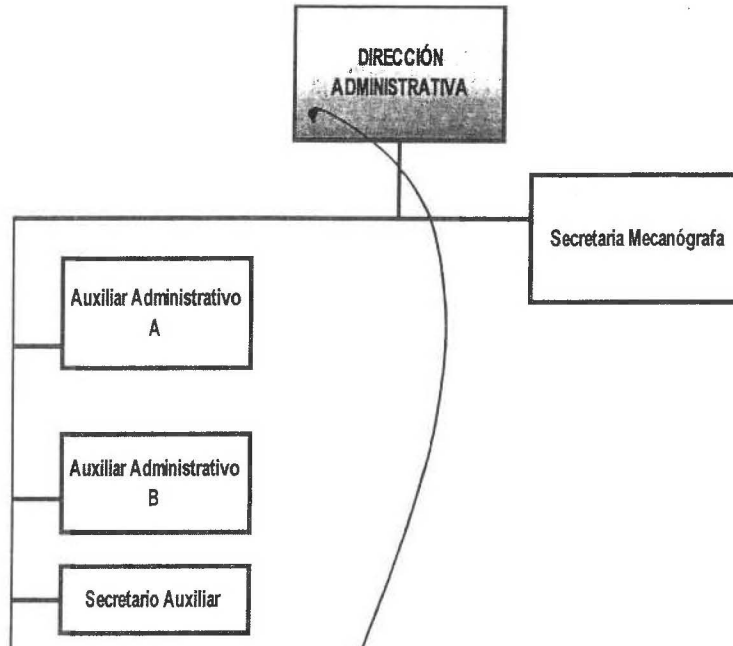 DIRECCIÓN
ADMINISTRATIVA
Secretaria Mecanógrafa
Auxiliar Administrativo
A
Auxiliar Administrativo
B
Secretario Auxiliar